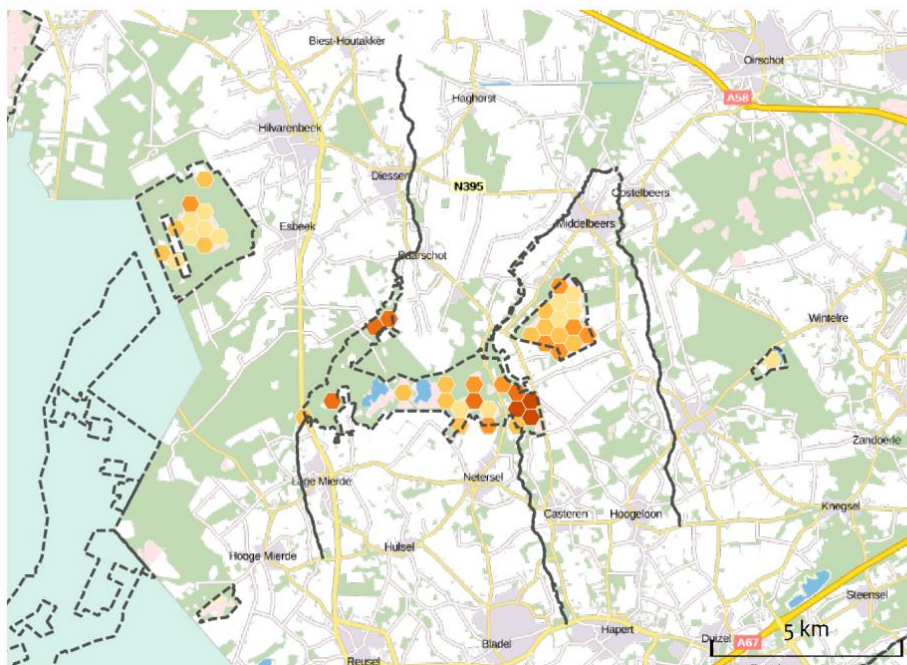 Biest-Houtakker
Oirschot
A58
Haghorst
Hilvarenbeek
Diessen
N395
Oostelbeers
Middelbeers
Esbeek
Baarschot
Wintelre
Zandoerle
Lage Mierde
Netersel
Casteren
Hoogeloon
Knegsel
Hooge Mierde
Hulsel
Steensel
5 km
Hapert
Duizel
A67
Bladel
Reusel